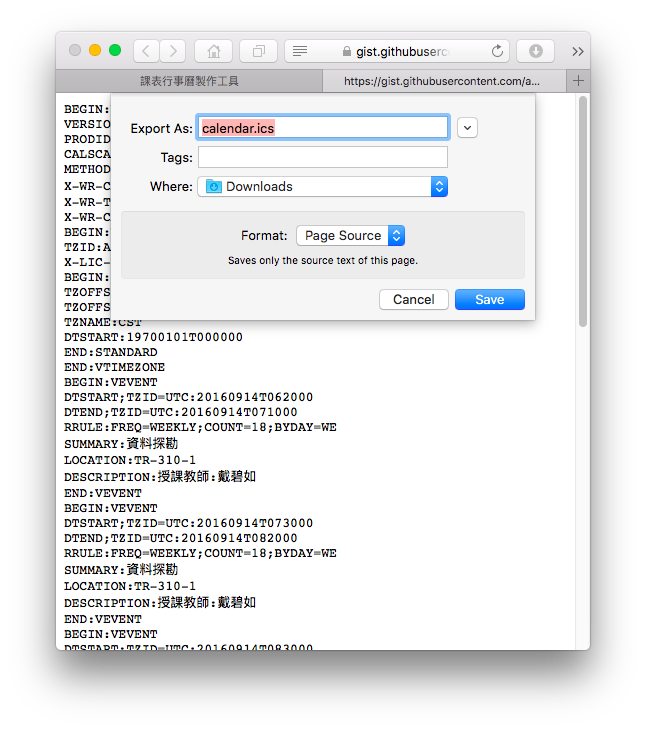 gist.githubuserc
課表行事曆製作工具
https://gist.githubusercontent.com/a...
Export As: calendar.ics
Tags:
Where: Downloads
Format: Page Source
Saves only the source text of this page.
Cancel Save
BEGIN:
VERSIO
PRODID
CALSCA
METHOD
X-WR-C
X-WR-T
X-WR-C
BEGIN:
TZID:A
X-LIC-
BEGIN:
TZOFFS
TZOFFS
TZNAME:CST
DTSTART:19700101T000000
END:STANDARD
END:VTIMEZONE
BEGIN:VEVENT
DTSTART;TZID=UTC:20160914T062000
DTEND;TZID=UTC:20160914T071000
RRULE:FREQ=WEEKLY;COUNT=18;BYDAY=WE
SUMMARY:資料探勘
LOCATION:TR-310-1
DESCRIPTION:授課教師:戴碧如
END:VEVENT
BEGIN:VEVENT
DTSTART;TZID=UTC:20160914T073000
DTEND;TZID=UTC:20160914T082000
RRULE:FREQ=WEEKLY;COUNT=18;BYDAY=WE
SUMMARY:資料探勘
LOCATION:TR-310-1
DESCRIPTION:授課教師:戴碧如
END:VEVENT
BEGIN:VEVENT
DTSTART;TZID=UTC:20160914T083000